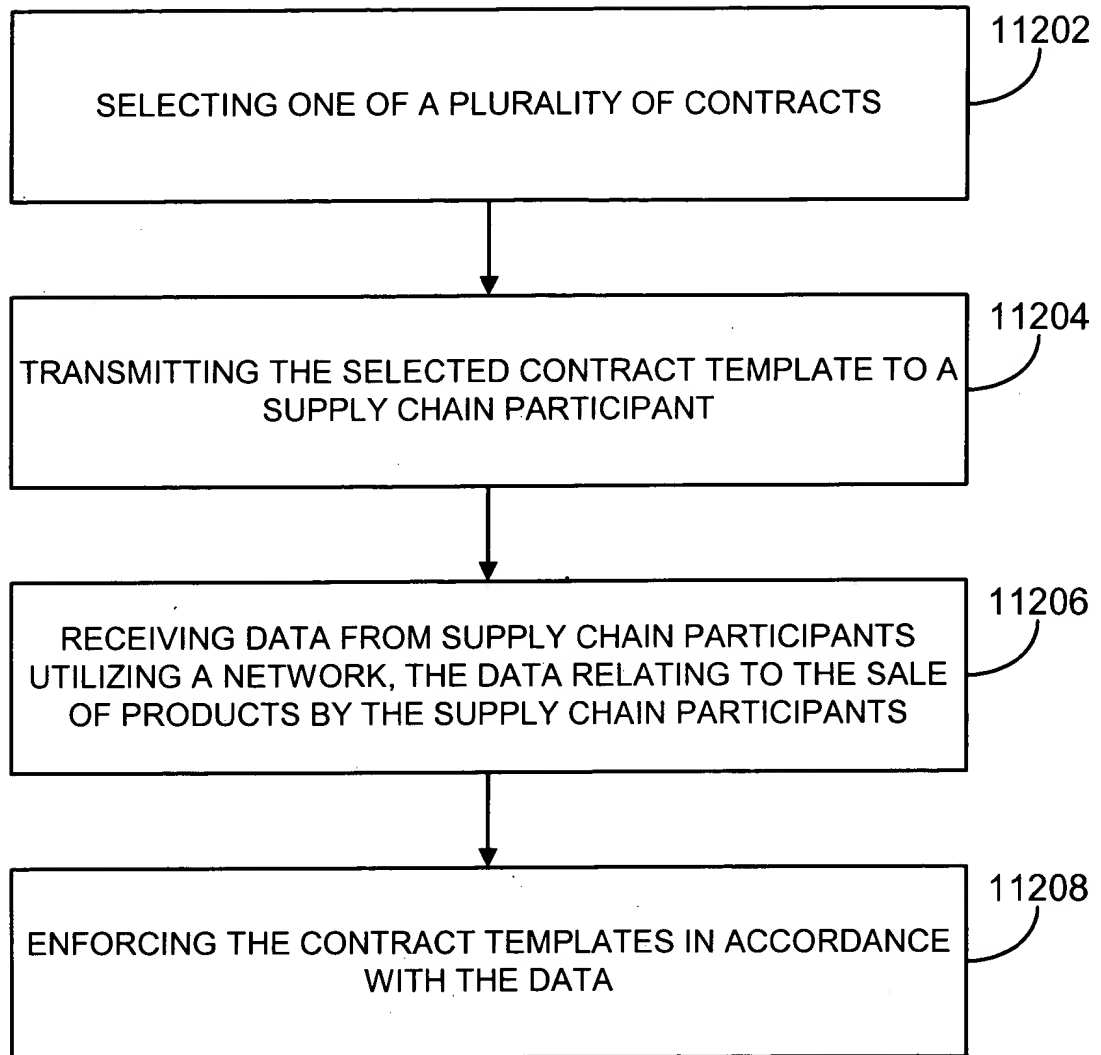 11202
SELECTING ONE OF A PLURALITY OF CONTRACTS
11204
TRANSMITTING THE SELECTED CONTRACT TEMPLATE TO A
SUPPLY CHAIN PARTICIPANT
11206
RECEIVING DATA FROM SUPPLY CHAIN PARTICIPANTS
UTILIZING A NETWORK, THE DATA RELATING TO THE SALE
OF PRODUCTS BY THE SUPPLY CHAIN PARTICIPANTS
11208
ENFORCING THE CONTRACT TEMPLATES IN ACCORDANCE
WITH THE DATA